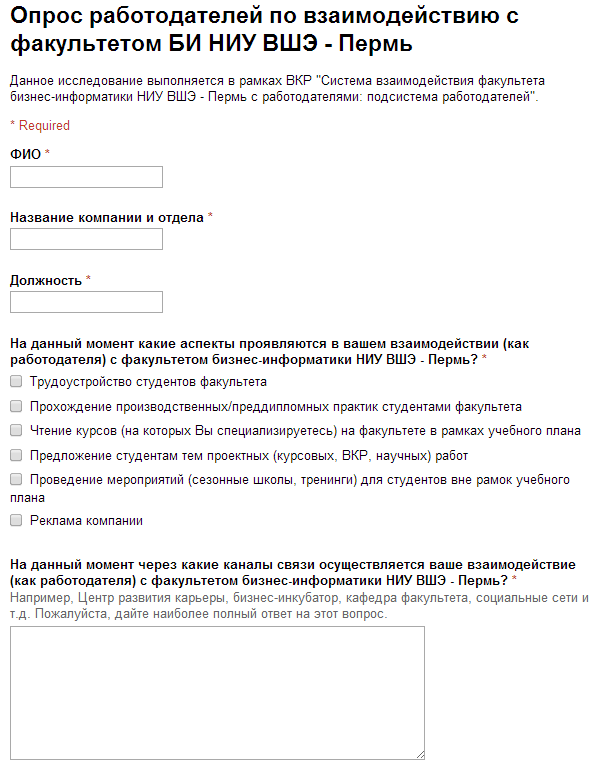 Опрос работодателей по взаимодействию с
факультетом БИ НИУ ВШЭ - Пермь
Данное исследование выполняется в рамках ВКР "Система взаимодействия факультета
бизнес-информатики НИУ ВШЭ - Пермь с работодателями: подсистема работодателей".
* Required
ФИО *
Название компании и отдела *
Должность *
На данный момент какие аспекты проявляются в вашем взаимодействии (как
работодателя) с факультетом бизнес-информатики НИУ ВШЭ - Пермь? *
Трудоустройство студентов факультета
Прохождение производственных/преддипломных практик студентами факультета
Чтение курсов (на которых Вы специализируетесь) на факультете в рамках учебного плана
Предложение студентам тем проектных (курсовых, ВКР, научных) работ
Проведение мероприятий (сезонные школы, тренинги) для студентов вне рамок учебного
плана
Реклама компании
На данный момент через какие каналы связи осуществляется ваше взаимодействие
(как работодателя) с факультетом бизнес-информатики НИУ ВШЭ - Пермь? *
Например, Центр развития карьеры, бизнес-инкубатор, кафедра факультета, социальные сети и
т.д. Пожалуйста, дайте наиболее полный ответ на этот вопрос.